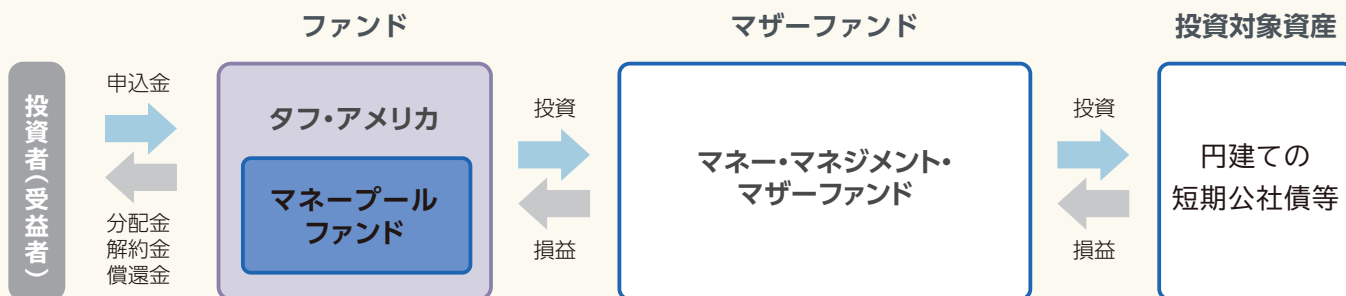 ファンド
マザーファンド
投資対象資産
投資者(受益者)
申込金
分配金
解約金
償還金
タフ・アメリカ
マネープール
ファンド
投資
損益
マネー・マネジメント・
マザーファンド
投資
損益
円建ての
短期公社債等